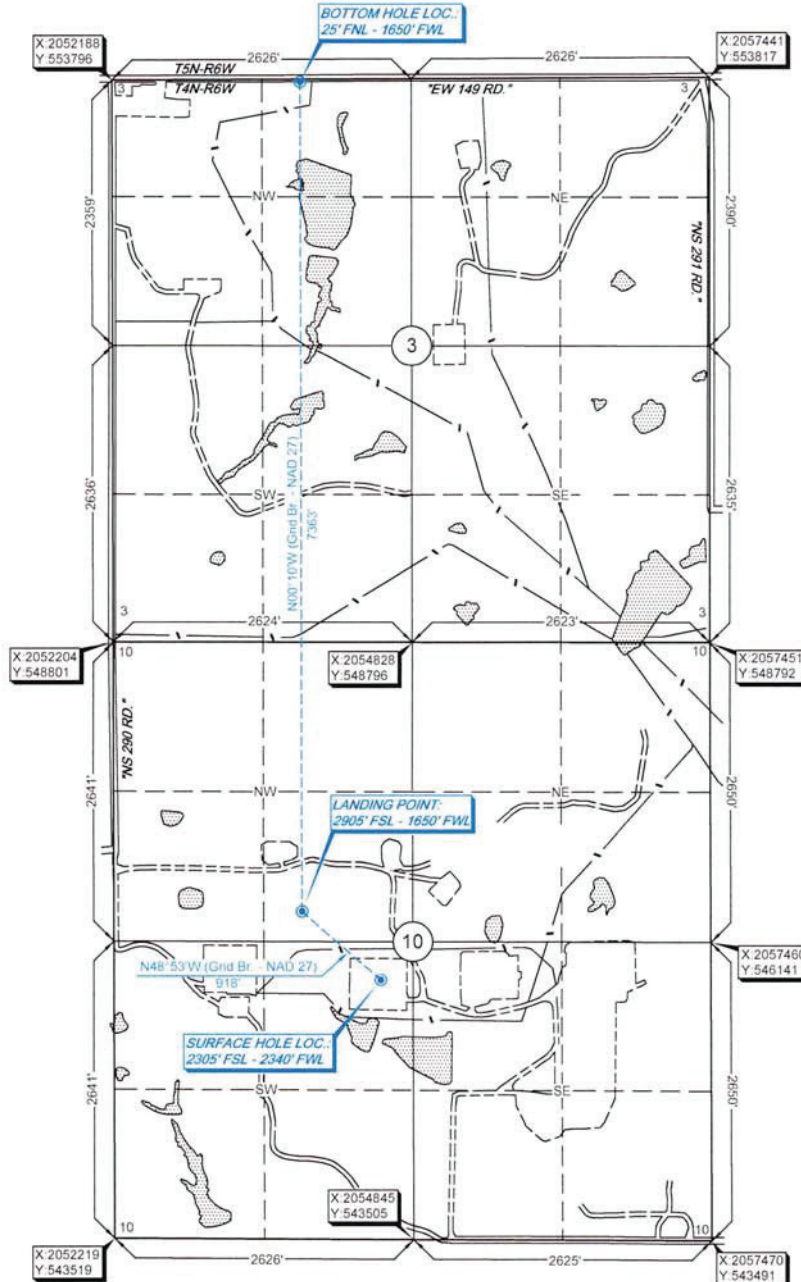 BOTTOM HOLE LOC.:
25' FNL - 1650' FWL
X:2052188
Y:553796
2626'
2626'
X:2057441
Y:553817
T5N-R6W
T4N-R6W
"EW 149 RD."
3
3
2359'
NW
NE
2390'
"NS 291 RD."
3
2636'
N00°10'W (Grid Br. - NAD 27)
7363'
SW
SE
2635'
3
2624'
2623'
3
X:2052204
Y:548801
10
X:2054828
Y:548796
10
X:2057451
Y:548792
"NS 290 RD."
2641'
NW
NE
2650'
LANDING POINT:
2905' FSL - 1650' FWL
10
N48°53'W (Grid Br. - NAD 27)
918'
X:2057460
Y:546141
SURFACE HOLE LOC.:
2305' FSL - 2340' FWL
2641'
SW
SE
2650'
X:2054845
Y:543505
10
10
X:2052219
Y:543519
2626'
2625'
X:2057470
Y:543491